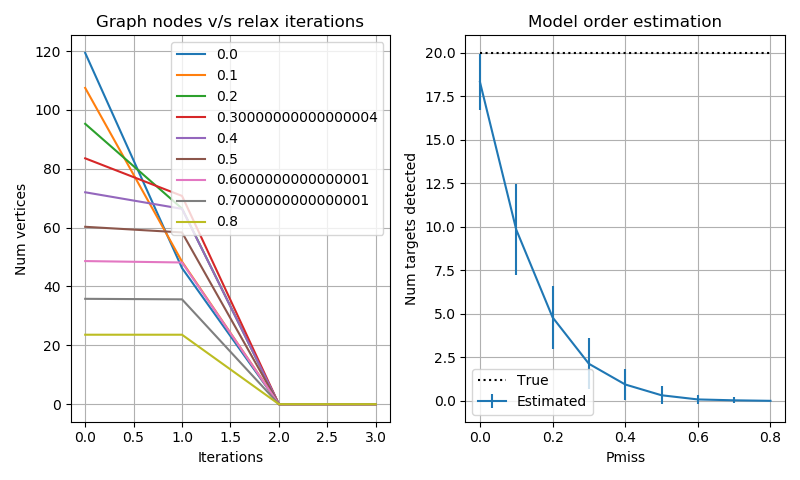 Graph nodes v/s relax iterations
Num vertices
120
100
80
60
40
20
0
0.0
0.1
0.2
0.30000000000000004
0.4
0.5
0.6000000000000001
0.7000000000000001
0.8
0.0 0.5 1.0 1.5 2.0 2.5 3.0
Iterations
Model order estimation
Num targets detected
20.0
17.5
15.0
12.5
10.0
7.5
5.0
2.5
0.0
True
Estimated
0.0 0.2 0.4 0.6 0.8
Pmiss